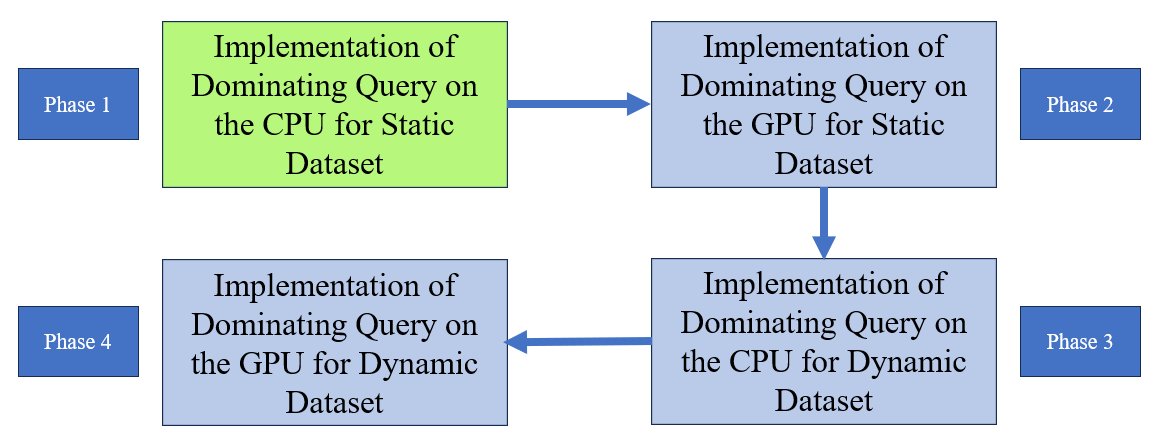 Phase 1
Implementation of
Dominating Query on
the CPU for Static
Dataset
Implementation of
Dominating Query on
the GPU for Static
Dataset
Phase 2
Phase 4
Implementation of
Dominating Query on
the GPU for Dynamic
Dataset
Implementation of
Dominating Query on
the CPU for Dynamic
Dataset
Phase 3